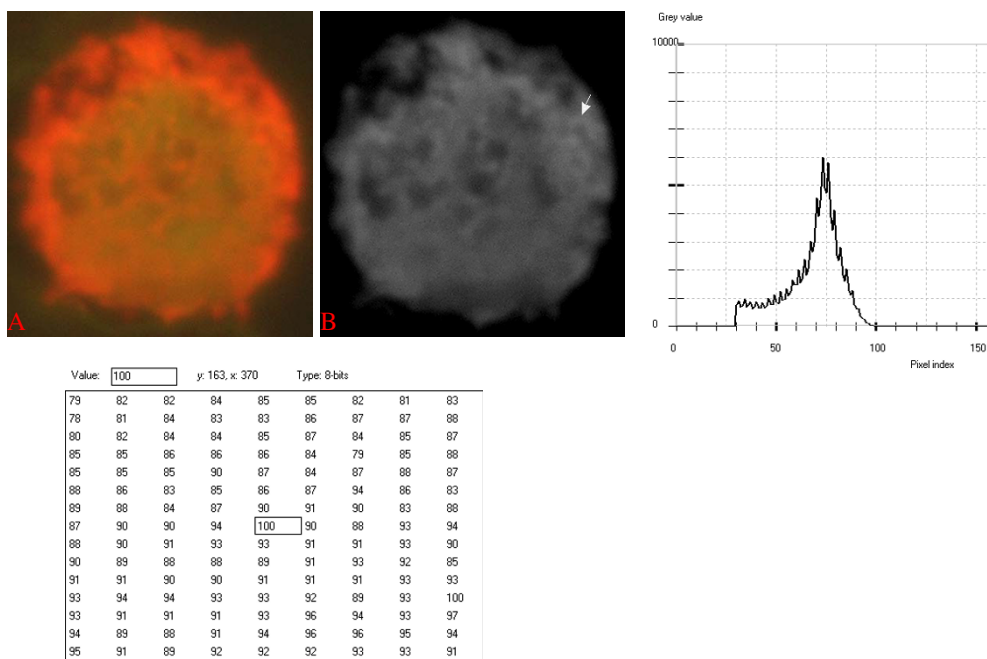 A
B
Grey value
10000
0
0 50 100 150
Pixel index
Value: 100 y: 163, x: 370 Type: 8-bits
79 82 82 84 85 85 82 81 83
78 81 84 83 83 86 87 87 88
80 82 84 84 85 87 84 85 87
85 85 86 86 86 84 79 85 88
85 85 85 90 87 84 87 88 87
88 86 83 85 86 87 94 86 83
89 88 84 87 90 91 90 83 88
87 90 90 94 100 90 88 93 94
88 90 91 93 93 91 91 93 90
90 89 88 88 89 91 93 92 85
91 91 90 90 91 91 91 93 93
93 94 94 93 93 92 89 93 100
93 91 91 91 93 96 94 93 97
94 89 88 91 94 96 96 95 94
95 91 89 92 92 92 93 93 91